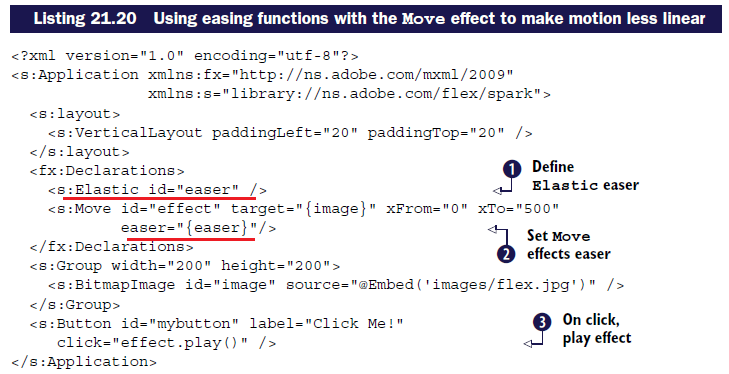 Listing 21.20 Using easing functions with the Move effect to make motion less linear
<?xml version="1.0" encoding="utf-8"?>
<s:Application xmlns:fx="http://ns.adobe.com/mxml/2009"
xmlns:s="library://ns.adobe.com/flex/spark">
<s:layout>
<s:VerticalLayout paddingLeft="20" paddingTop="20" />
</s:layout>
<fx:Declarations>
<s:Elastic id="easer" />
1 Define
Elastic easer
<s:Move id="effect" target="{image}" xFrom="0" xTo="500"
easer="{easer}"/>
Set Move
2 effects easer
</fx:Declarations>
<s:Group width="200" height="200">
<s:BitmapImage id="image" source="@Embed('images/flex.jpg')" />
</s:Group>
<s:Button id="mybutton" label="Click Me!"
click="effect.play()" />
3 On click,
play effect
</s:Application>